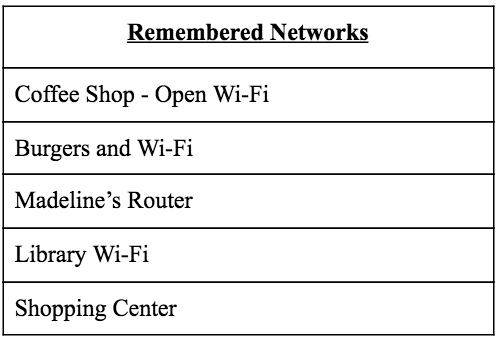 Remembered Networks
Coffee Shop - Open Wi-Fi
Burgers and Wi-Fi
Madeline’s Router
Library Wi-Fi
Shopping Center